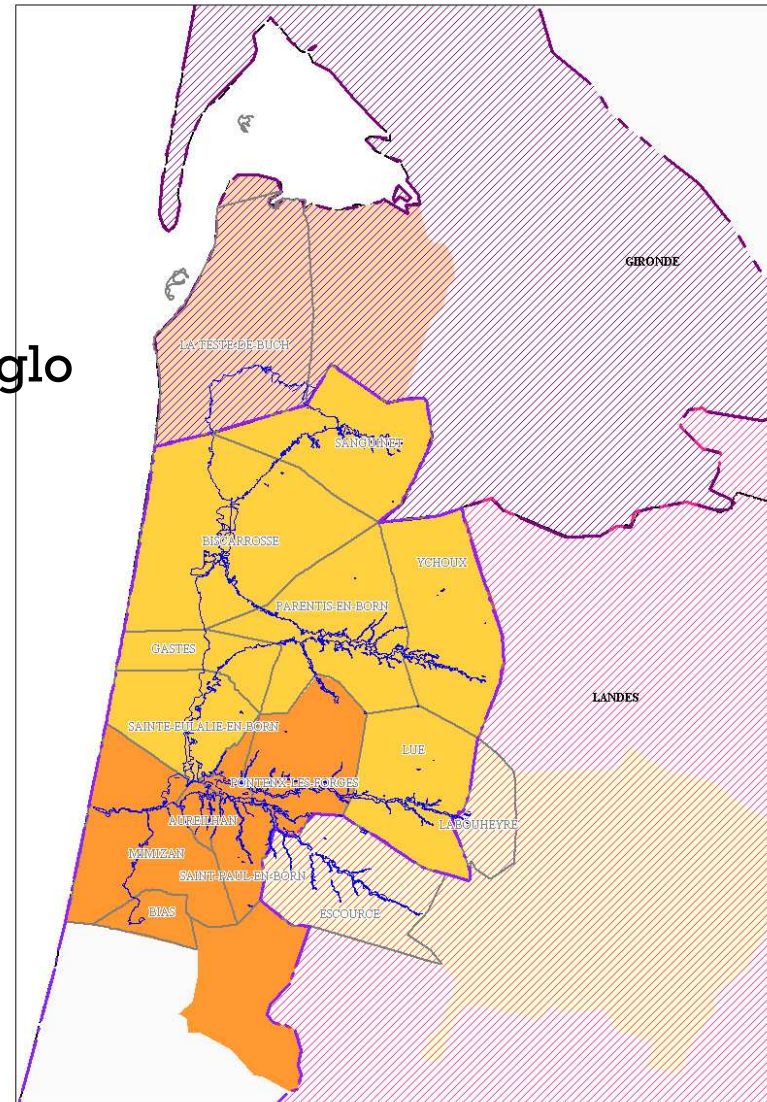 GIRONDE
LA-TESTE-DE-BUCH
glo
SANGUINET
BISCARROSSE
YCHOUX
PARENTIS-EN-BORN
GASTES
LANDES
SAINTE-EULALIE-EN-BORN
LUE
PONTENX-LES-FORGES
AUREILHAN
LABOUHEYRE
MIMIZAN
SAINT-PAUL-EN-BORN
BIAS
ESCOURCE